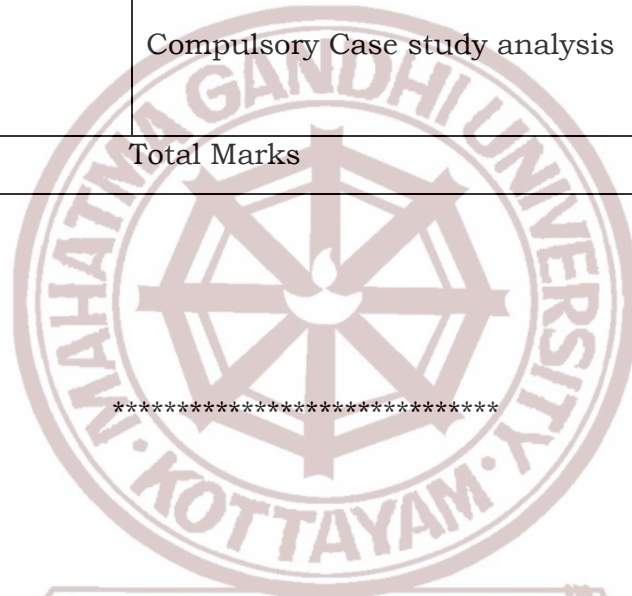 Compulsory Case study analysis
Total Marks
******************************
MAHATMA GANDHI UNIVERSITY
KOTTAYAM